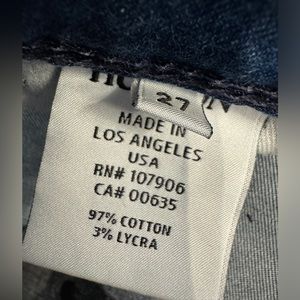 27
MADE IN
LOS ANGELES
USA
RN# 107906
CA# 00635
97% COTTON
3% LYCRA